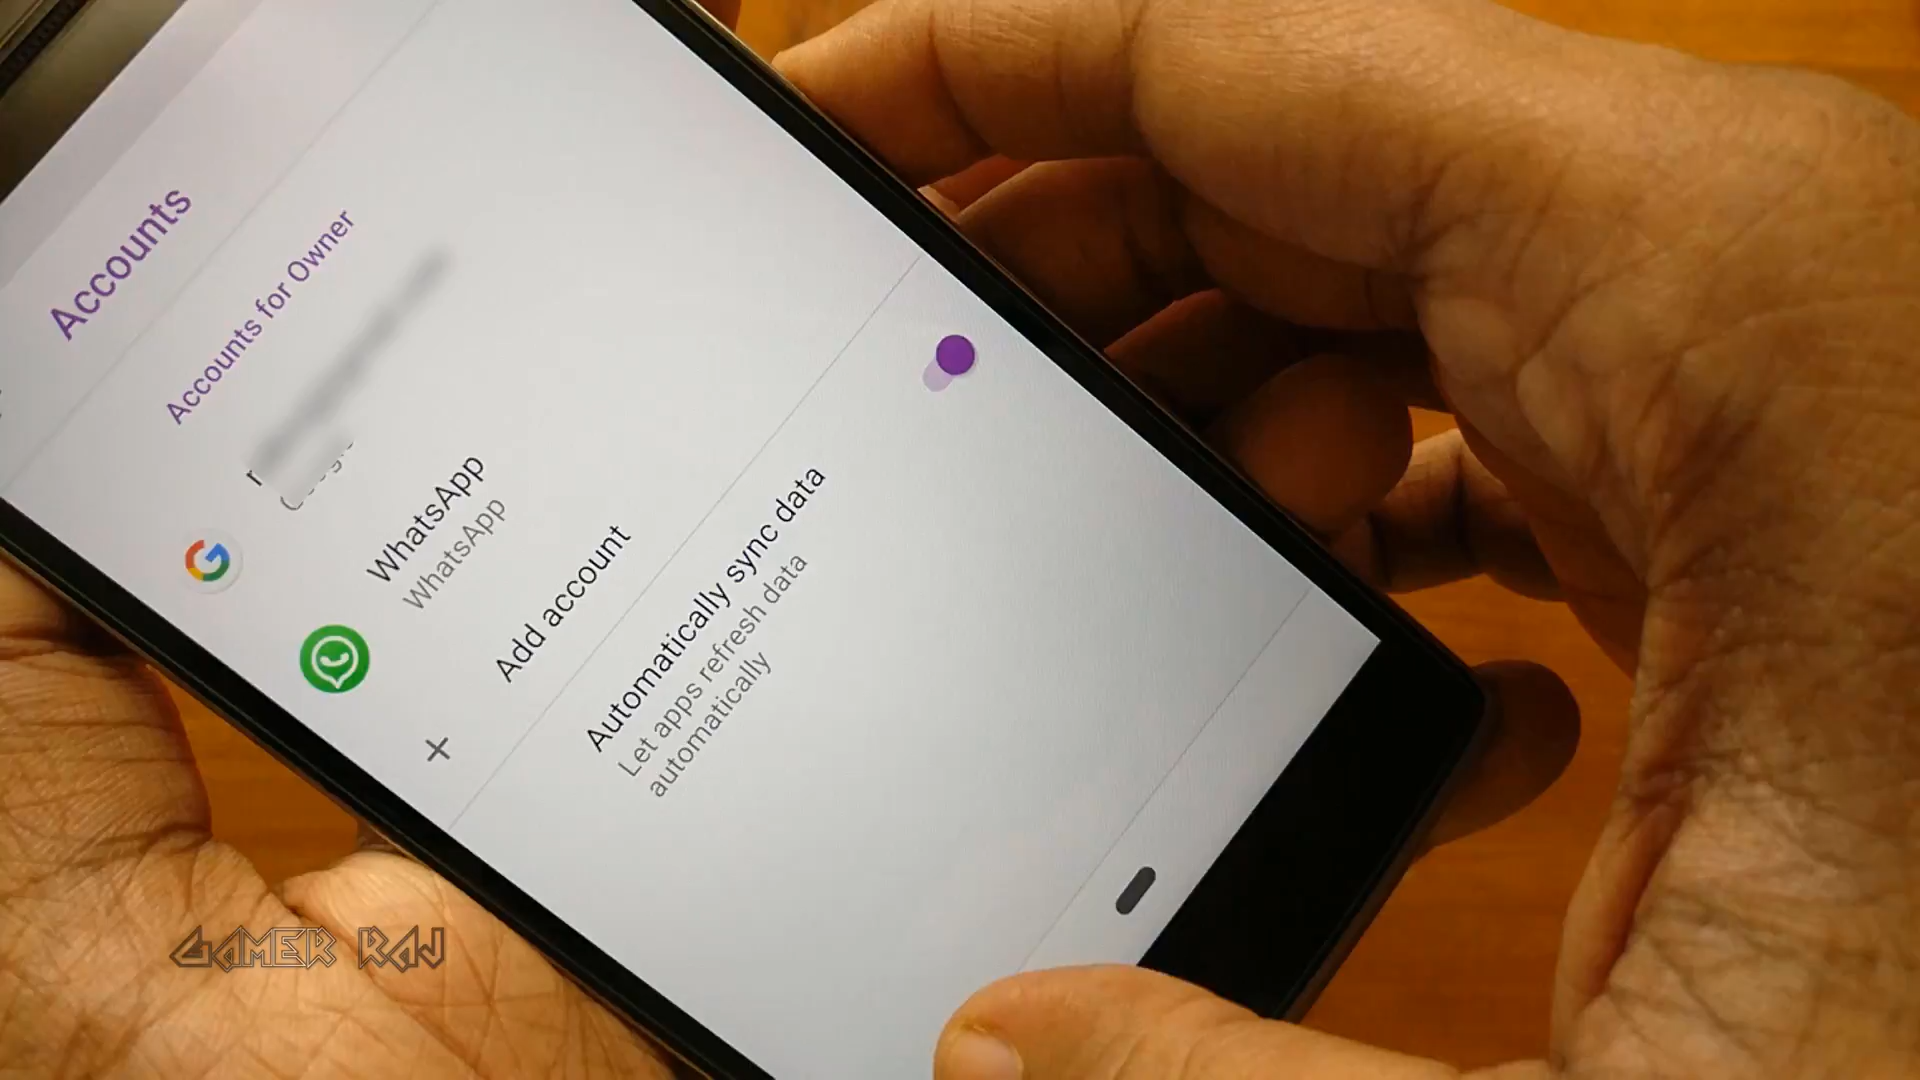 Accounts
Accounts for Owner
WhatsApp
WhatsApp
Add account
Automatically sync data
Let apps refresh data
automatically
GAMER RAJ